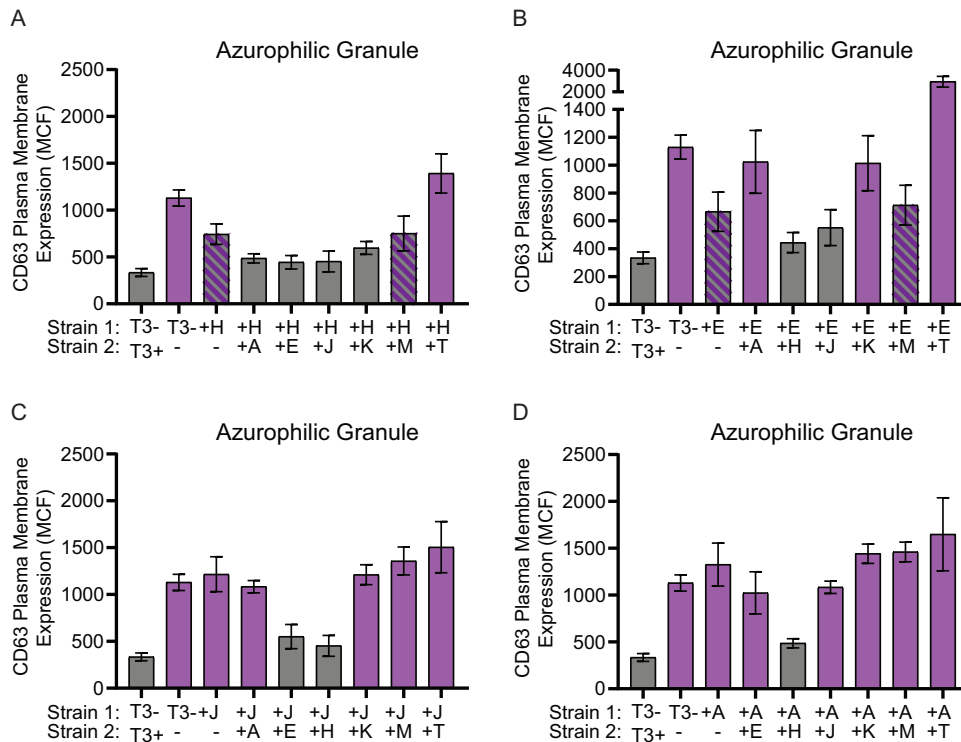 A
Azurophilic Granule
CD63 Plasma Membrane
Expression (MCF)
2500
2000
1500
1000
500
0
Strain 1: T3- T3- +H +H +H +H +H +H +H
Strain 2: T3+ - - +A +E +J +K +M +T
B
Azurophilic Granule
CD63 Plasma Membrane
Expression (MCF)
4000
2000
1200
1000
800
600
400
200
0
Strain 1: T3- T3- +E +E +E +E +E +E +E
Strain 2: T3+ - - +A +H +J +K +M +T
C
Azurophilic Granule
CD63 Plasma Membrane
Expression (MCF)
2500
2000
1500
1000
500
0
Strain 1: T3- T3- +J +J +J +J +J +J +J
Strain 2: T3+ - - +A +E +H +K +M +T
D
Azurophilic Granule
CD63 Plasma Membrane
Expression (MCF)
2500
2000
1500
1000
500
0
Strain 1: T3- T3- +A +A +A +A +A +A +A
Strain 2: T3+ - - +E +H +J +K +M +T